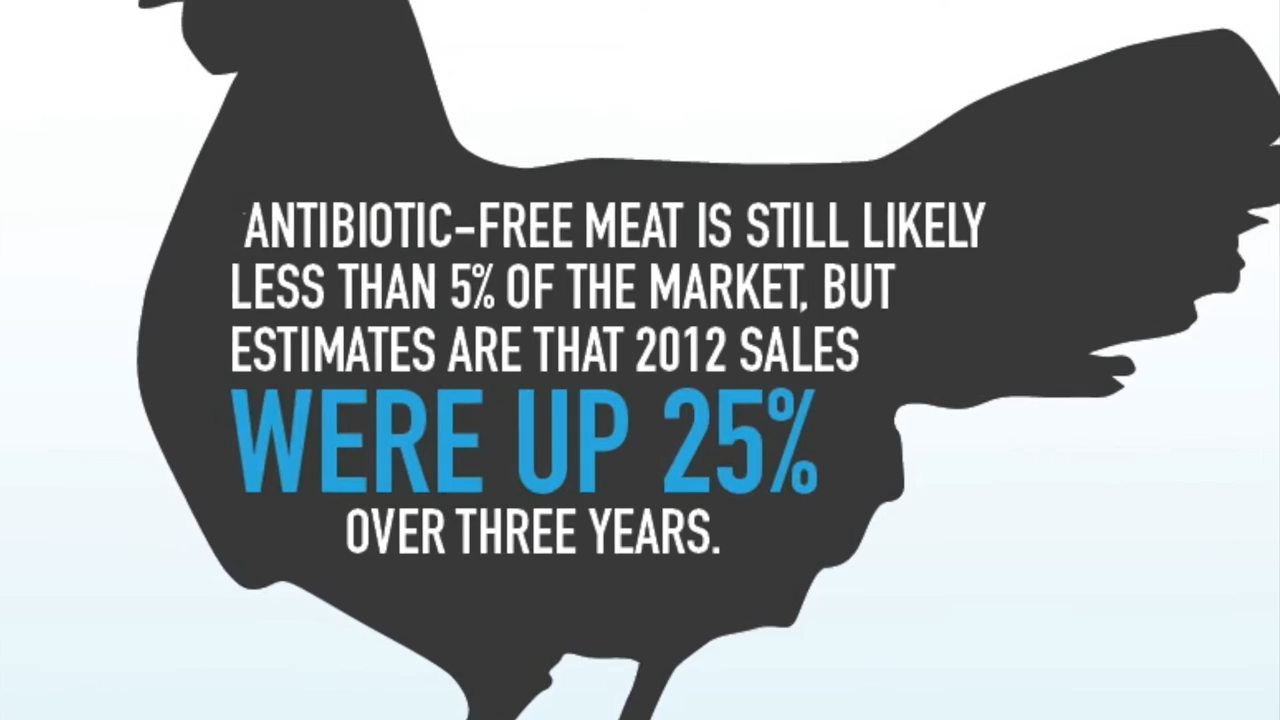 ANTIBIOTIC-FREE MEAT IS STILL LIKELY
LESS THAN 5% OF THE MARKET, BUT
ESTIMATES ARE THAT 2012 SALES
WERE UP 25%
OVER THREE YEARS.